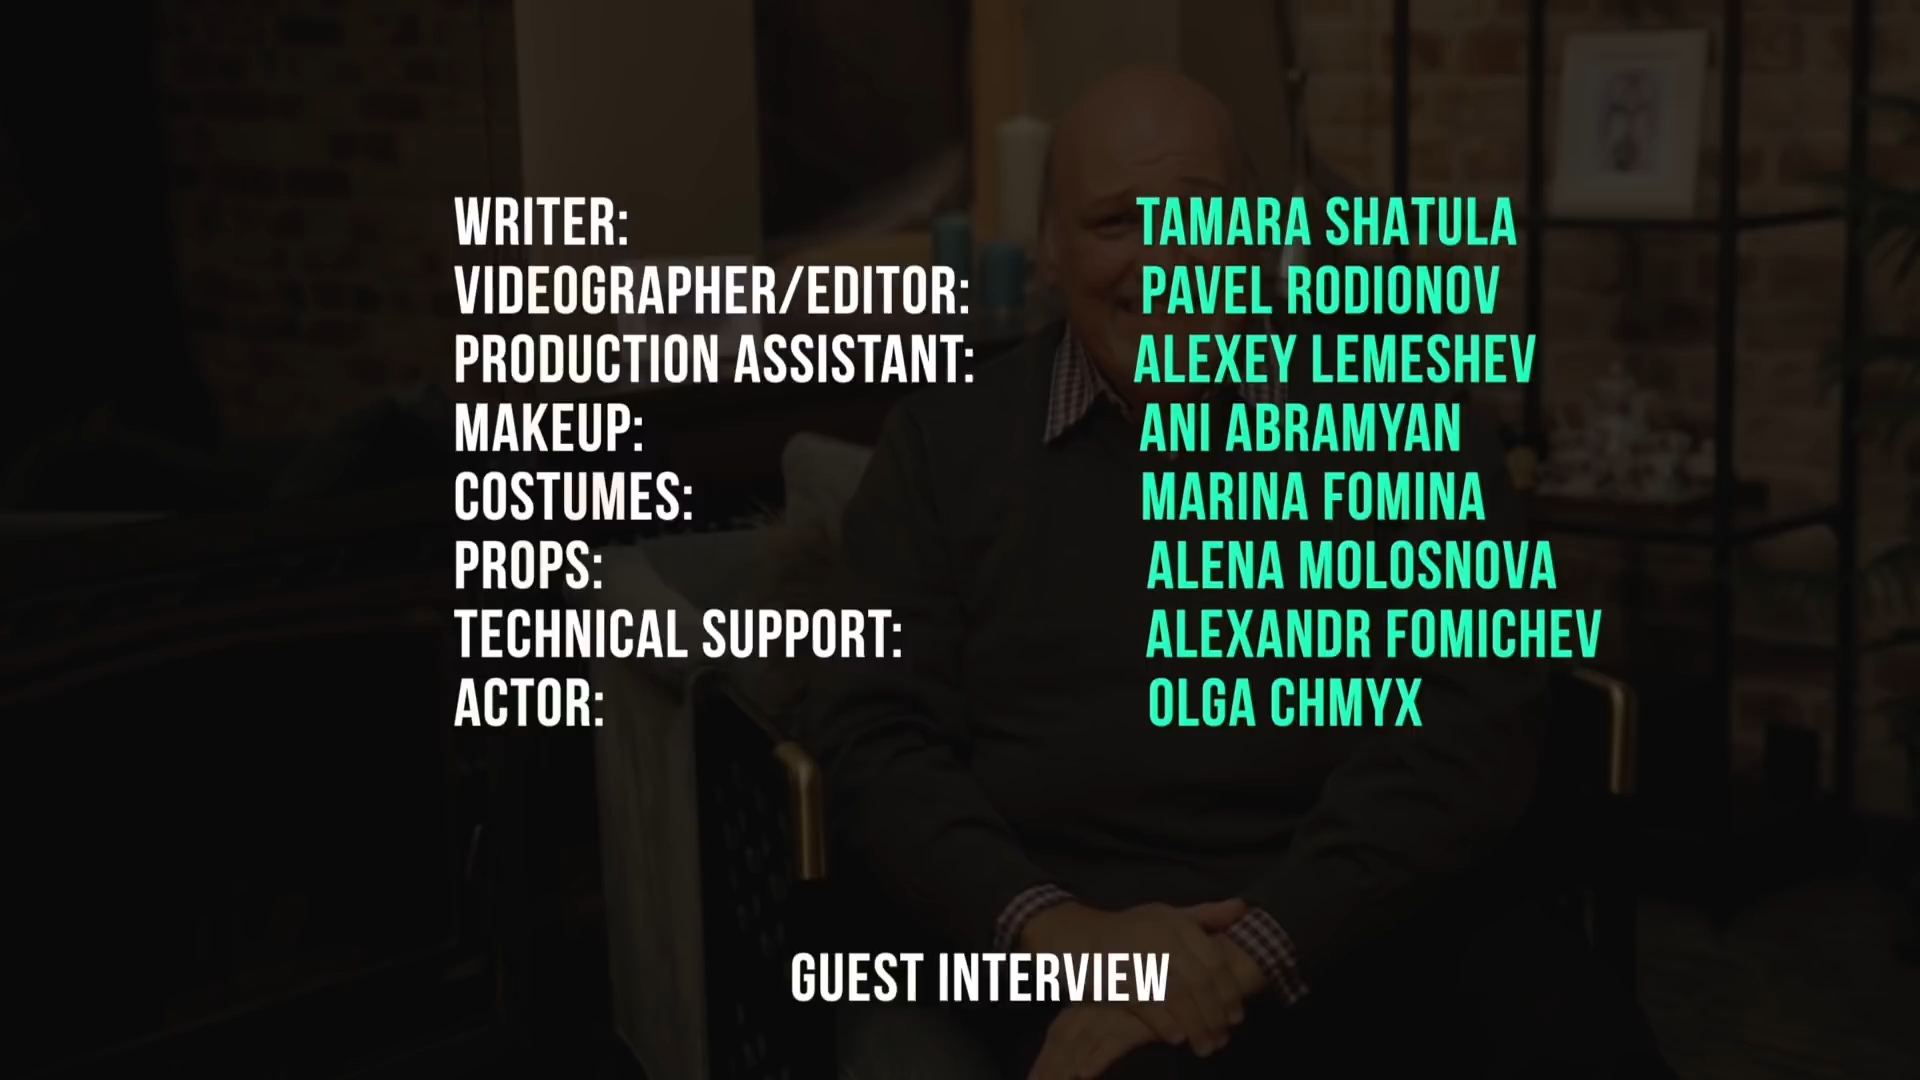 WRITER: TAMARA SHATULA
VIDEOGRAPHER/EDITOR: PAVEL RODIONOV
PRODUCTION ASSISTANT: ALEXEY LEMESHEV
MAKEUP: ANI ABRAMYAN
COSTUMES: MARINA FOMINA
PROPS: ALENA MOLOSNOVA
TECHNICAL SUPPORT: ALEXANDR FOMICHEV
ACTOR: OLGA CHMYX
GUEST INTERVIEW